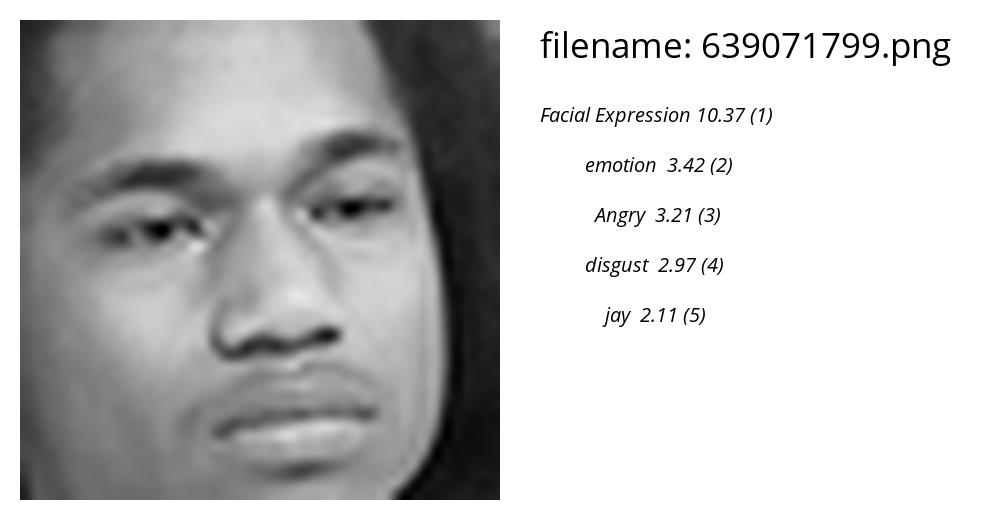 filename: 639071799.png
Facial Expression 10.37 (1)
emotion 3.42 (2)
Angry 3.21 (3)
disgust 2.97 (4)
jay 2.11 (5)